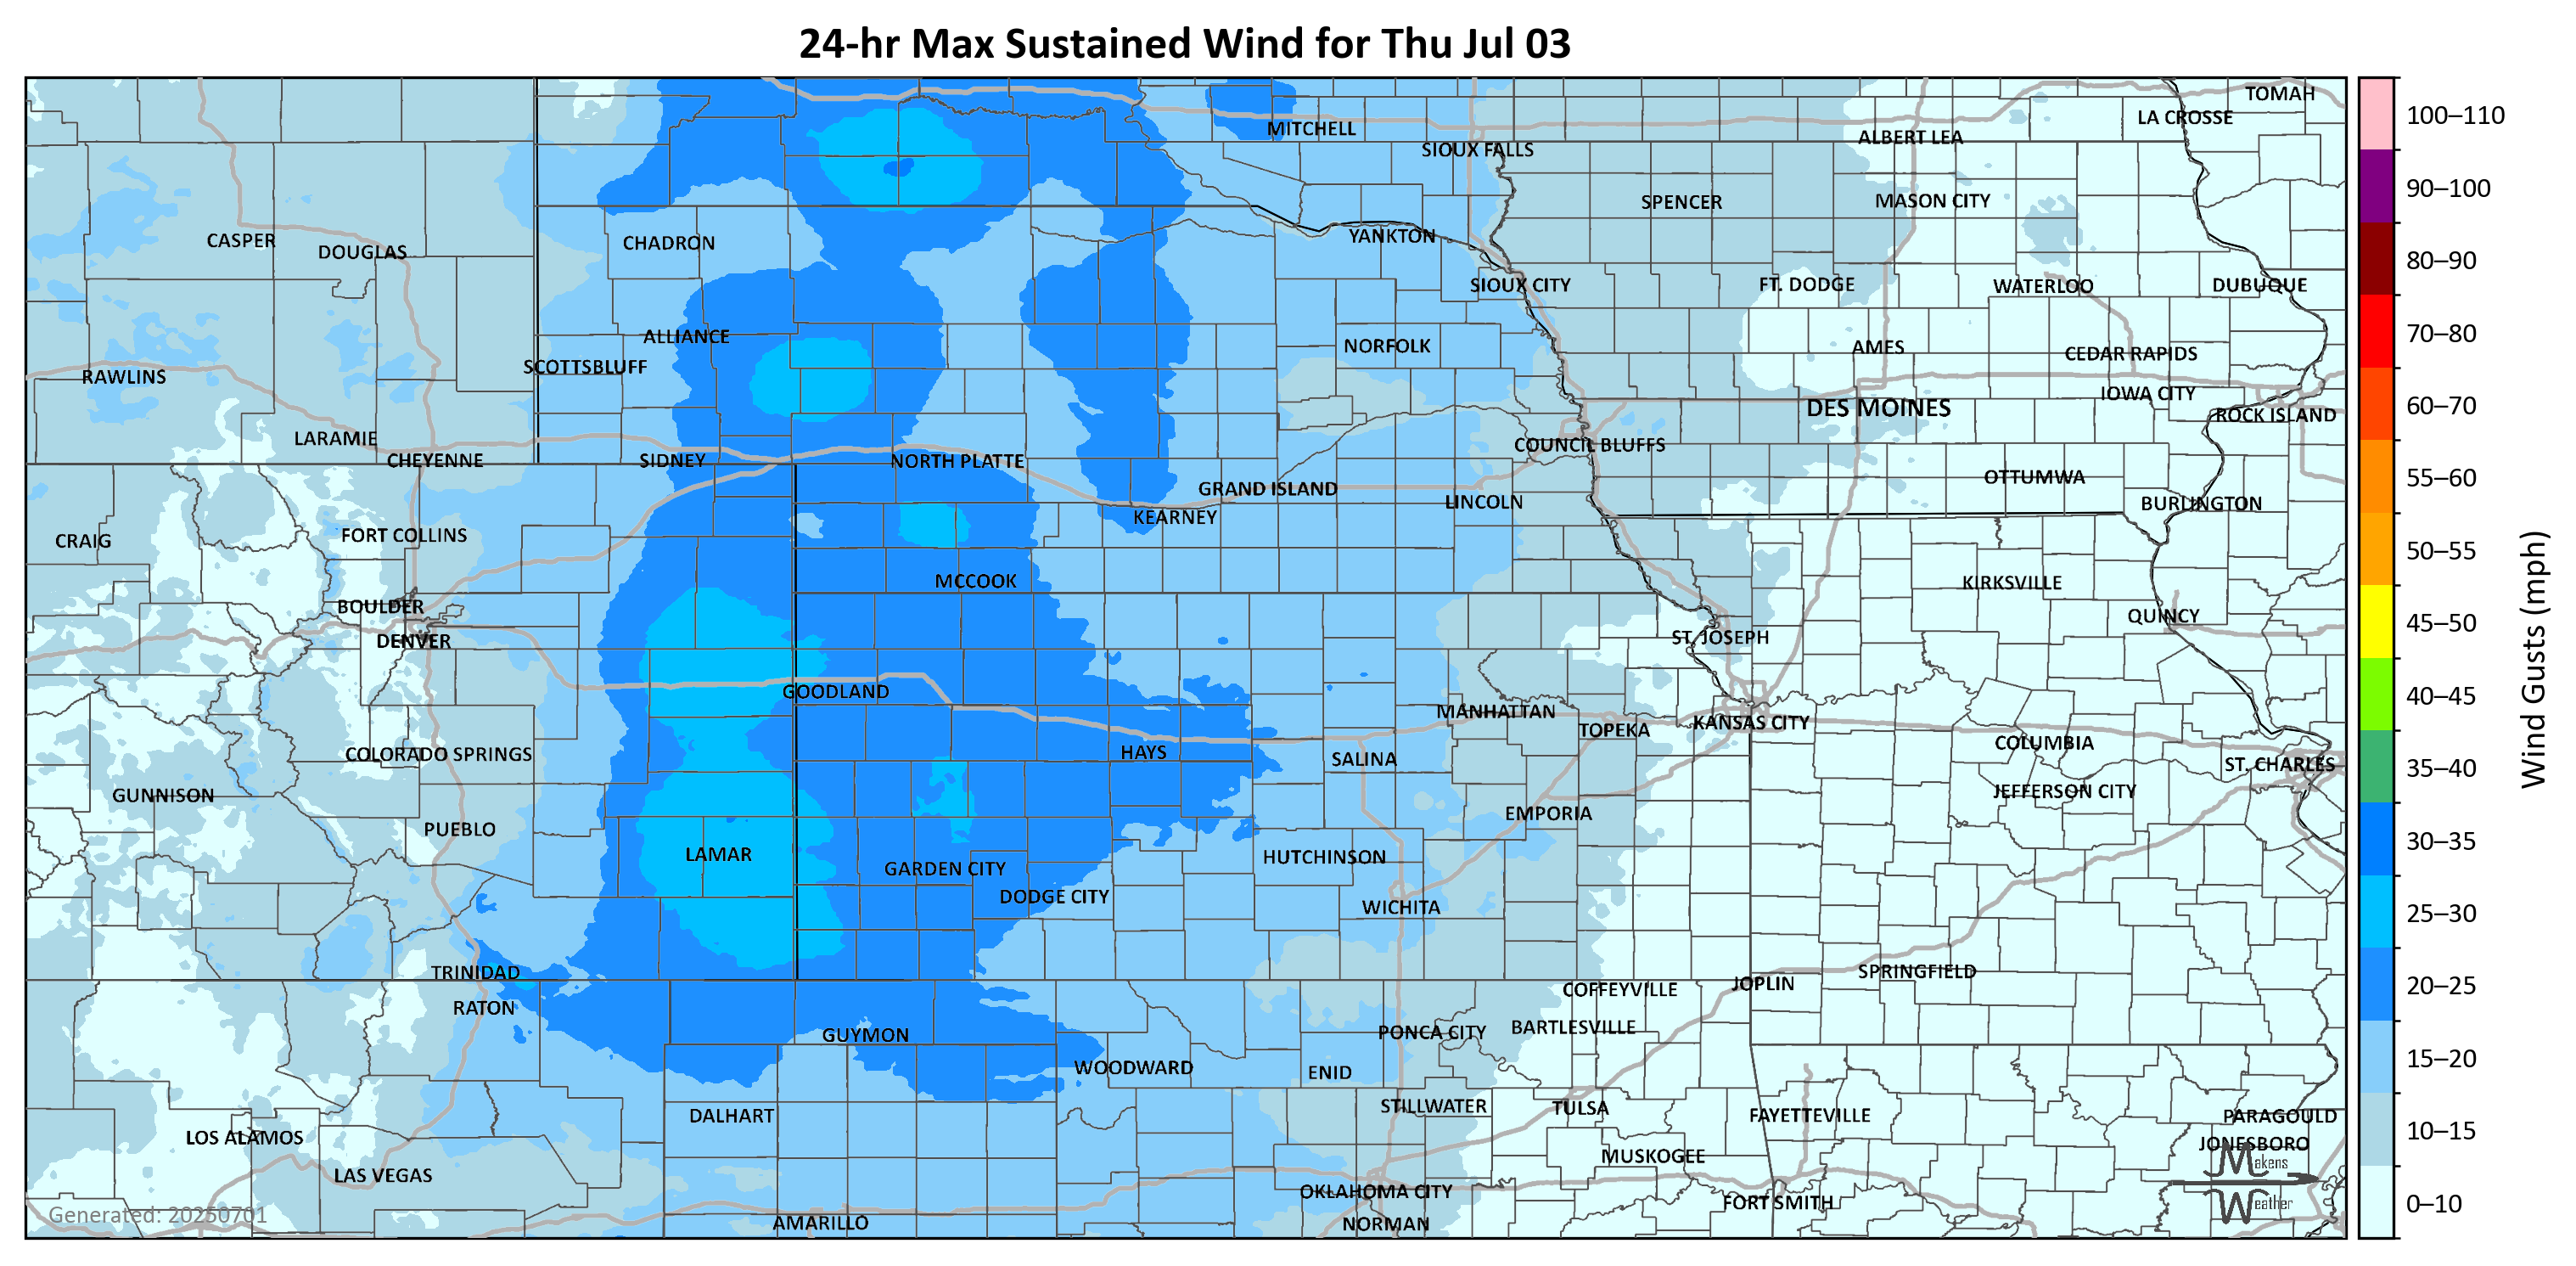 24-hr Max Sustained Wind for Thu Jul 03
TOMAH
LA CROSSE
MITCHELL
ALBERT LEA
SIOUX FALLS
SPENCER
MASON CITY
CASPER
DOUGLAS
CHADRON
YANKTON
SIOUX CITY
FT. DODGE
WATERLOO
DUBUQUE
ALLIANCE
NORFOLK
AMES
CEDAR RAPIDS
SCOTTSBLUFF
RAWLINS
IOWA CITY
DES MOINES
ROCK ISLAND
LARAMIE
COUNCIL BLUFFS
CHEYENNE
SIDNEY
NORTH PLATTE
OTTUMWA
GRAND ISLAND
LINCOLN
BURLINGTON
KEARNEY
CRAIG
FORT COLLINS
MCCOOK
KIRKSVILLE
BOULDER
QUINCY
DENVER
ST. JOSEPH
GOODLAND
MANHATTAN
TOPEKA
KANSAS CITY
COLUMBIA
COLORADO SPRINGS
HAYS
SALINA
ST. CHARLES
GUNNISON
JEFFERSON CITY
EMPORIA
PUEBLO
LAMAR
HUTCHINSON
GARDEN CITY
DODGE CITY
WICHITA
TRINIDAD
SPRINGFIELD
JOPLIN
COFFEYVILLE
RATON
GUYMON
PONCA CITY
BARTLESVILLE
WOODWARD
ENID
STILLWATER
TULSA
DALHART
FAYETTEVILLE
PARAGOULD
LOS ALAMOS
JONESBORO
MUSKOGEE
LAS VEGAS
OKLAHOMA CITY
FORT SMITH
AMARILLO
NORMAN
Generated: 20250701
Makens
Weather
100–110
90–100
80–90
70–80
60–70
55–60
50–55
45–50
40–45
35–40
30–35
25–30
20–25
15–20
10–15
0–10
Wind Gusts (mph)